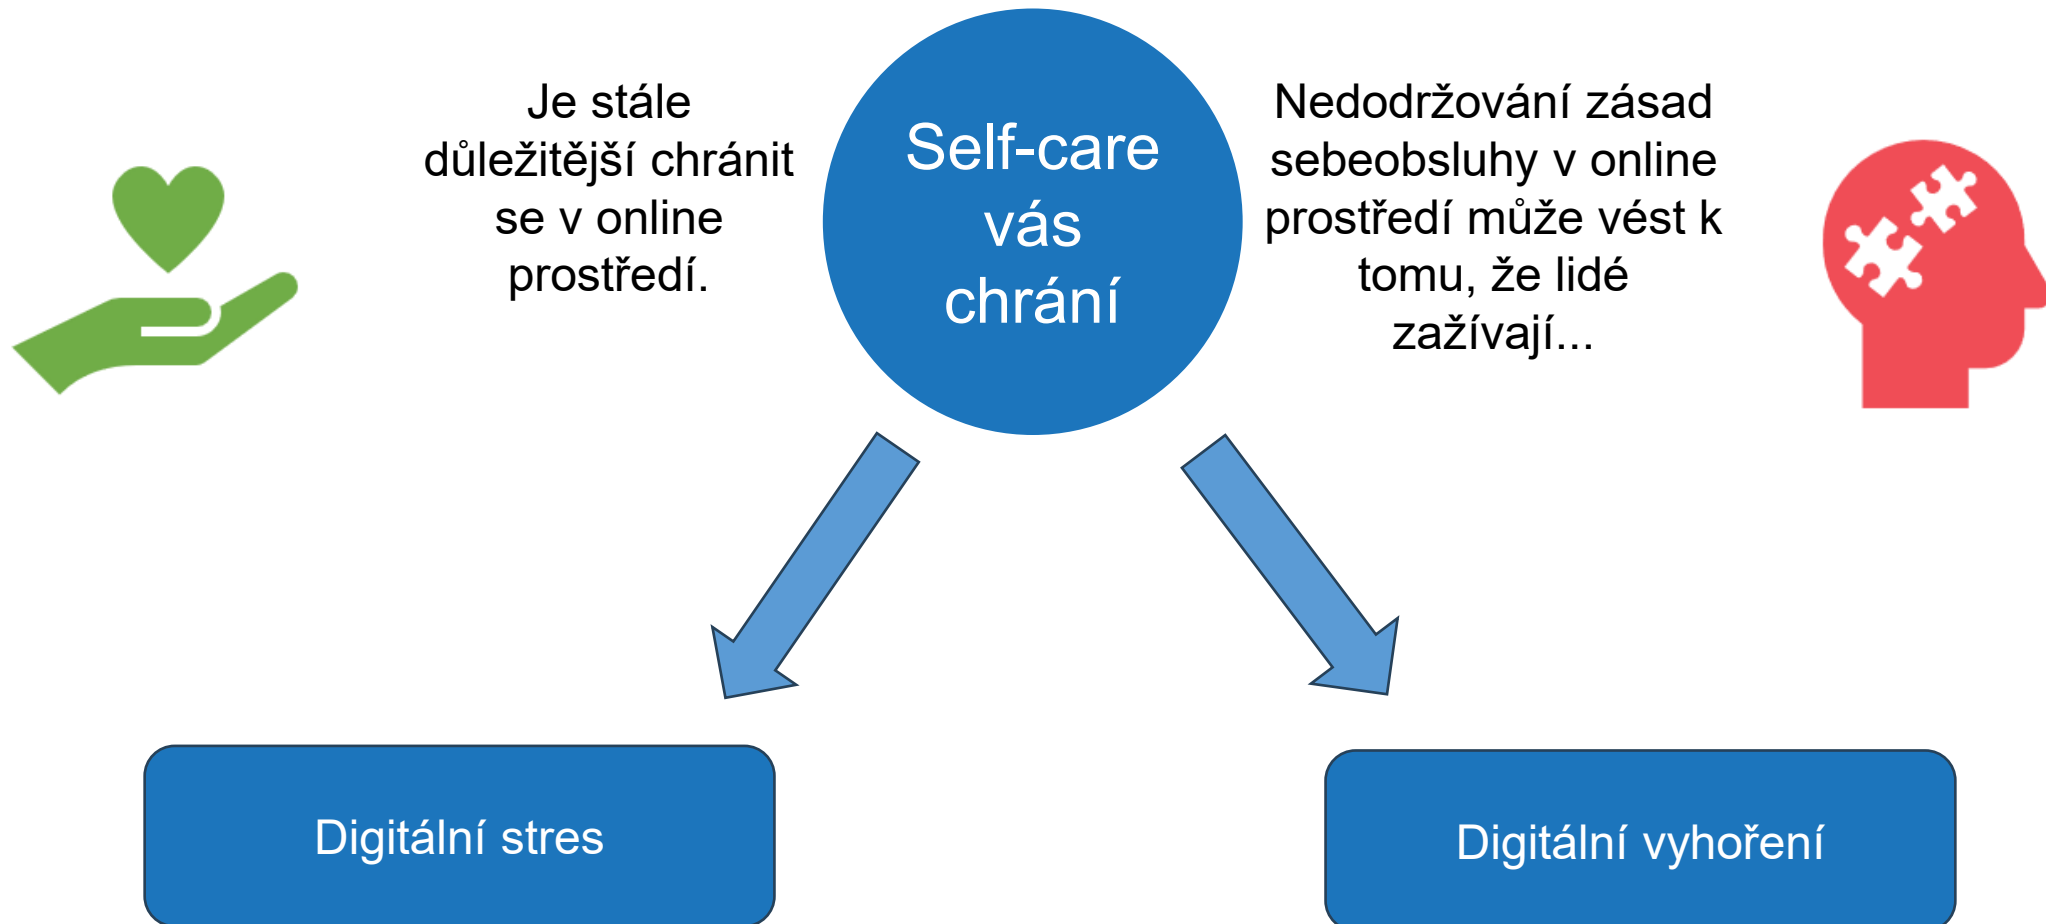 Je stále
důležitější chránit
se v online
prostředí.
Self-care
vás
chrání
Nedodržování zásad
sebeobsluhy v online
prostředí může vést k
tomu, že lidé
zažívají...
Digitální stres
Digitální vyhoření